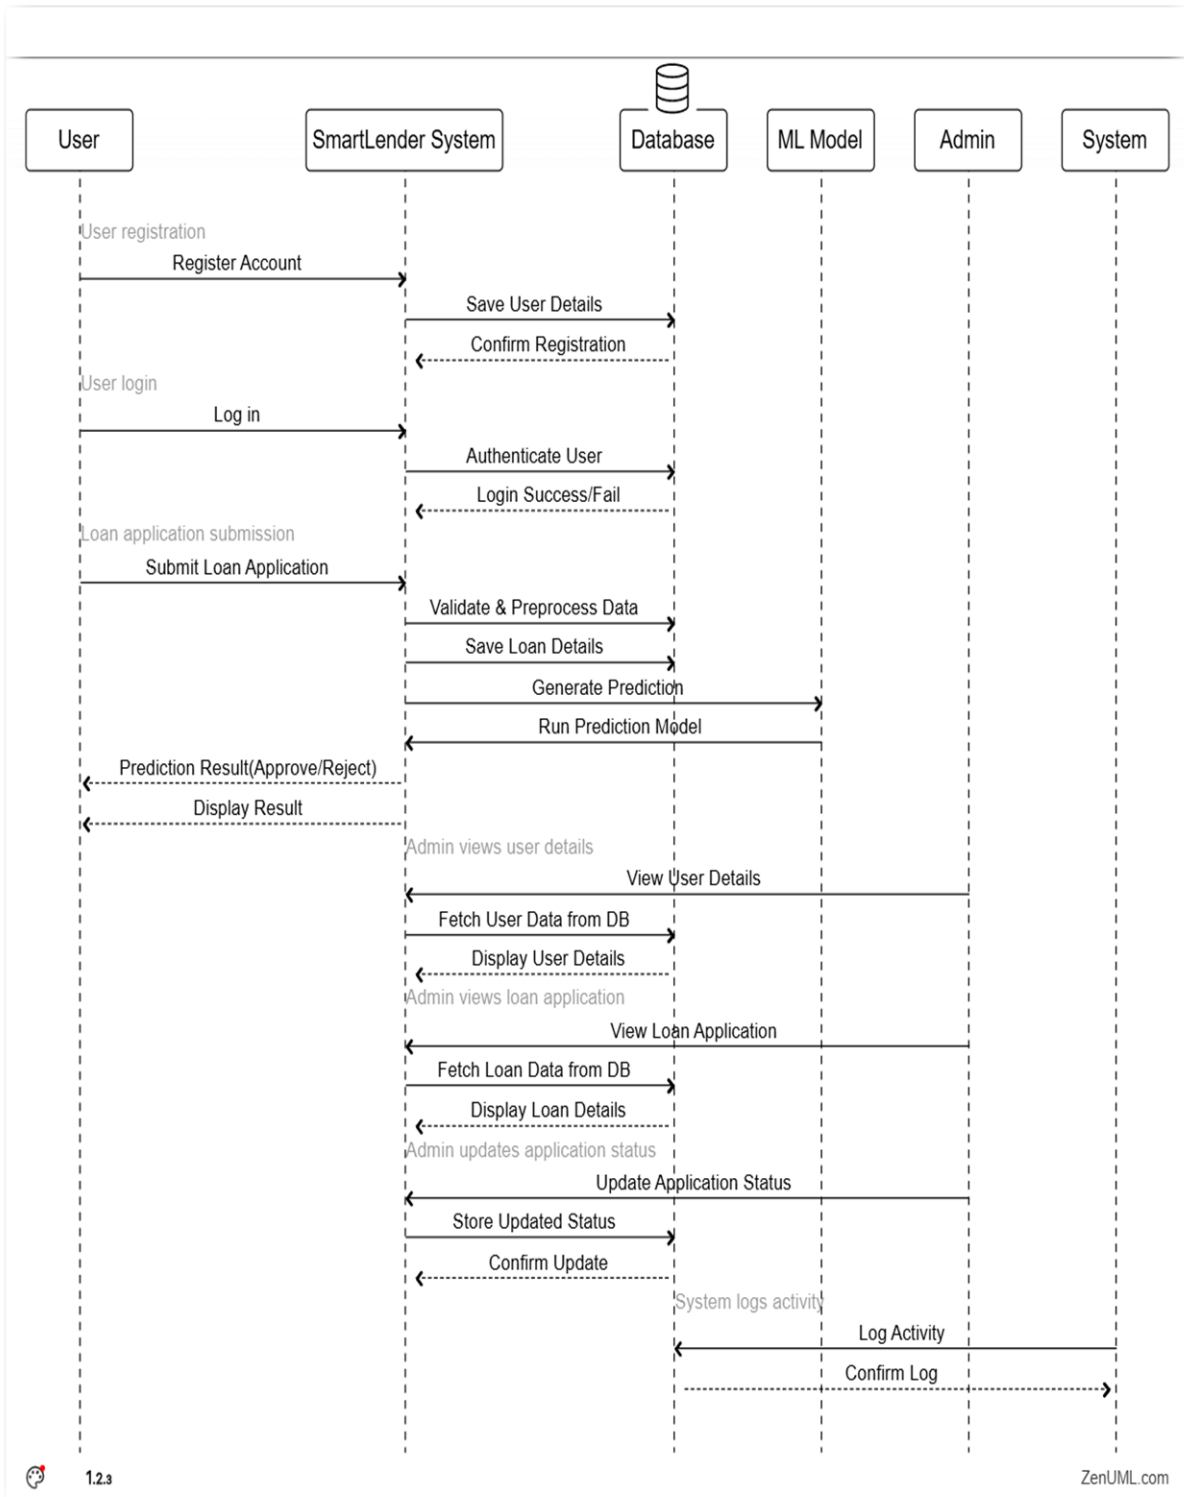 User SmartLender System Database ML Model Admin System
User registration
Register Account
Save User Details
Confirm Registration
User login
Log in
Authenticate User
Login Success/Fail
Loan application submission
Submit Loan Application
Validate & Preprocess Data
Save Loan Details
Generate Prediction
Run Prediction Model
Prediction Result(Approve/Reject)
Display Result
Admin views user details
View User Details
Fetch User Data from DB
Display User Details
Admin views loan application
View Loan Application
Fetch Loan Data from DB
Display Loan Details
Admin updates application status
Update Application Status
Store Updated Status
Confirm Update
System logs activity
Log Activity
Confirm Log
1.2.3 ZenUML.com